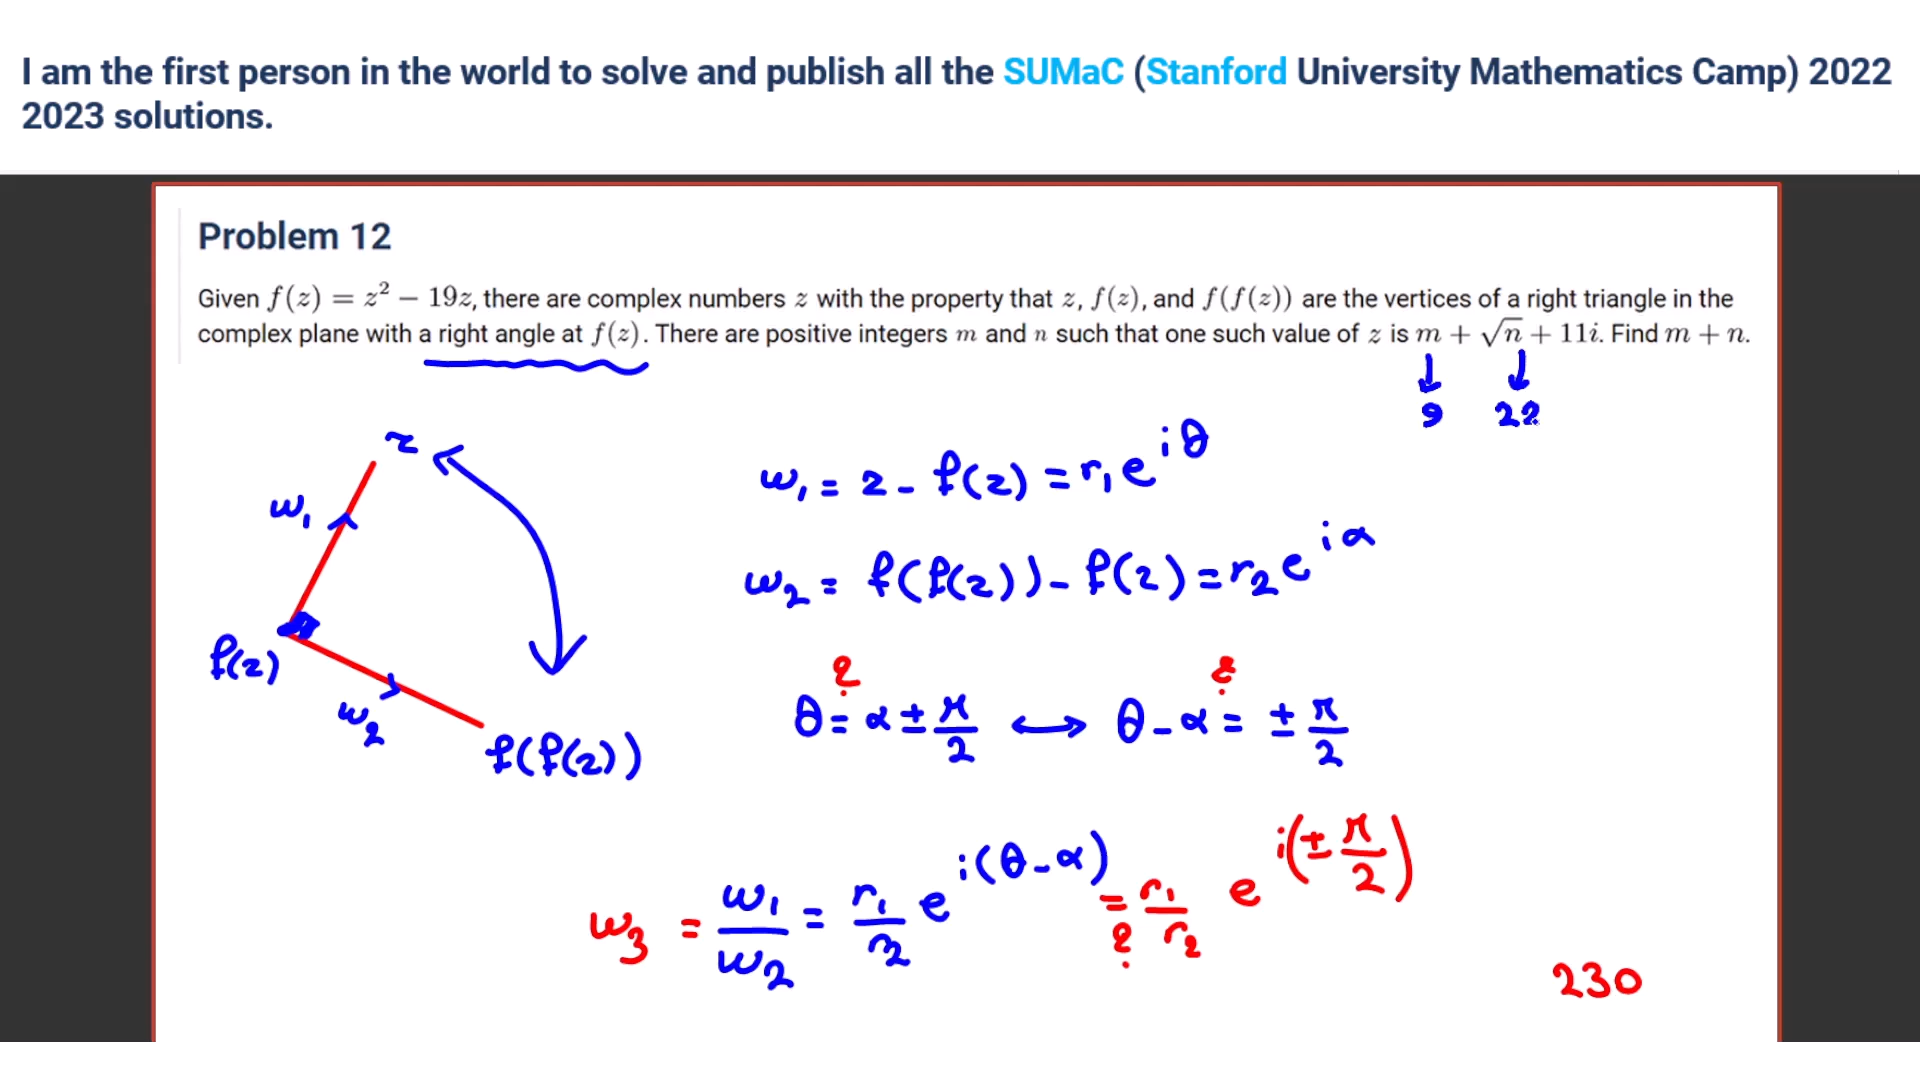 I am the first person in the world to solve and publish all the SUMaC (Stanford University Mathematics Camp) 2022
2023 solutions.
Problem 12
Given f(z) = z² − 19z, there are complex numbers z with the property that z, f(z), and f(f(z)) are the vertices of a right triangle in the
complex plane with a right angle at f(z). There are positive integers m and n such that one such value of z is m + √n + 11i. Find m + n.
↓ ↓
9 22
z
w₁ = z - f(z) = r₁e^{iθ}
w₁
w₂ = f(f(z)) - f(z) = r₂e^{iα}
f(z)
w₂
? ?
θ = α ± π/2 ↔ θ - α = ± π/2
f(f(z))
w₃ = w₁/w₂ = r₁/r₂ e^{i(θ-α)} = r₁/r₂ e^{i(± π/2)}
?
230